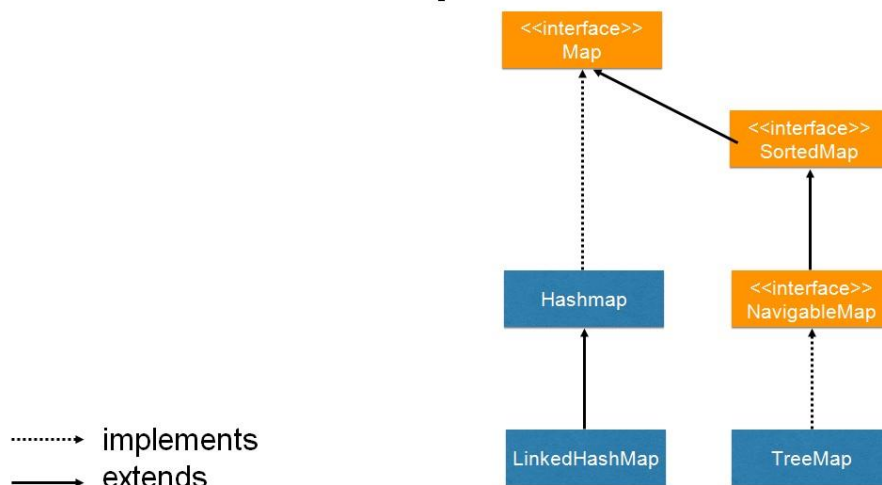 <<interface>>
Map
<<interface>>
SortedMap
Hashmap
<<interface>>
NavigableMap
implements
extends
LinkedHashMap
TreeMap